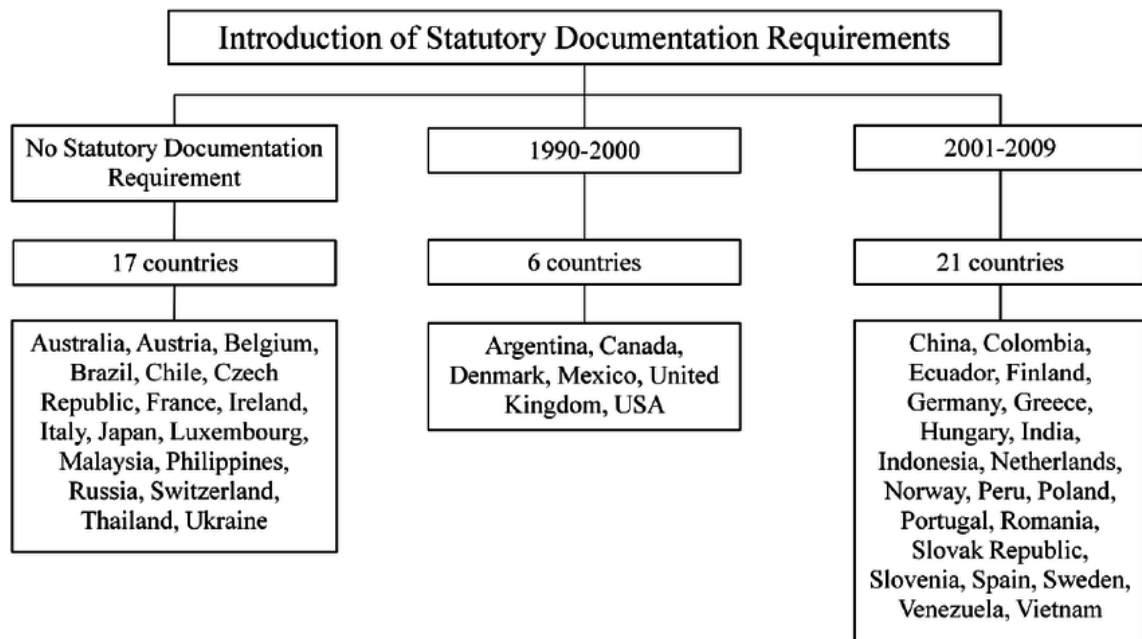 Introduction of Statutory Documentation Requirements
No Statutory Documentation
Requirement
17 countries
Australia, Austria, Belgium,
Brazil, Chile, Czech
Republic, France, Ireland,
Italy, Japan, Luxembourg,
Malaysia, Philippines,
Russia, Switzerland,
Thailand, Ukraine
1990-2000
6 countries
Argentina, Canada,
Denmark, Mexico, United
Kingdom, USA
2001-2009
21 countries
China, Colombia,
Ecuador, Finland,
Germany, Greece,
Hungary, India,
Indonesia, Netherlands,
Norway, Peru, Poland,
Portugal, Romania,
Slovak Republic,
Slovenia, Spain, Sweden,
Venezuela, Vietnam